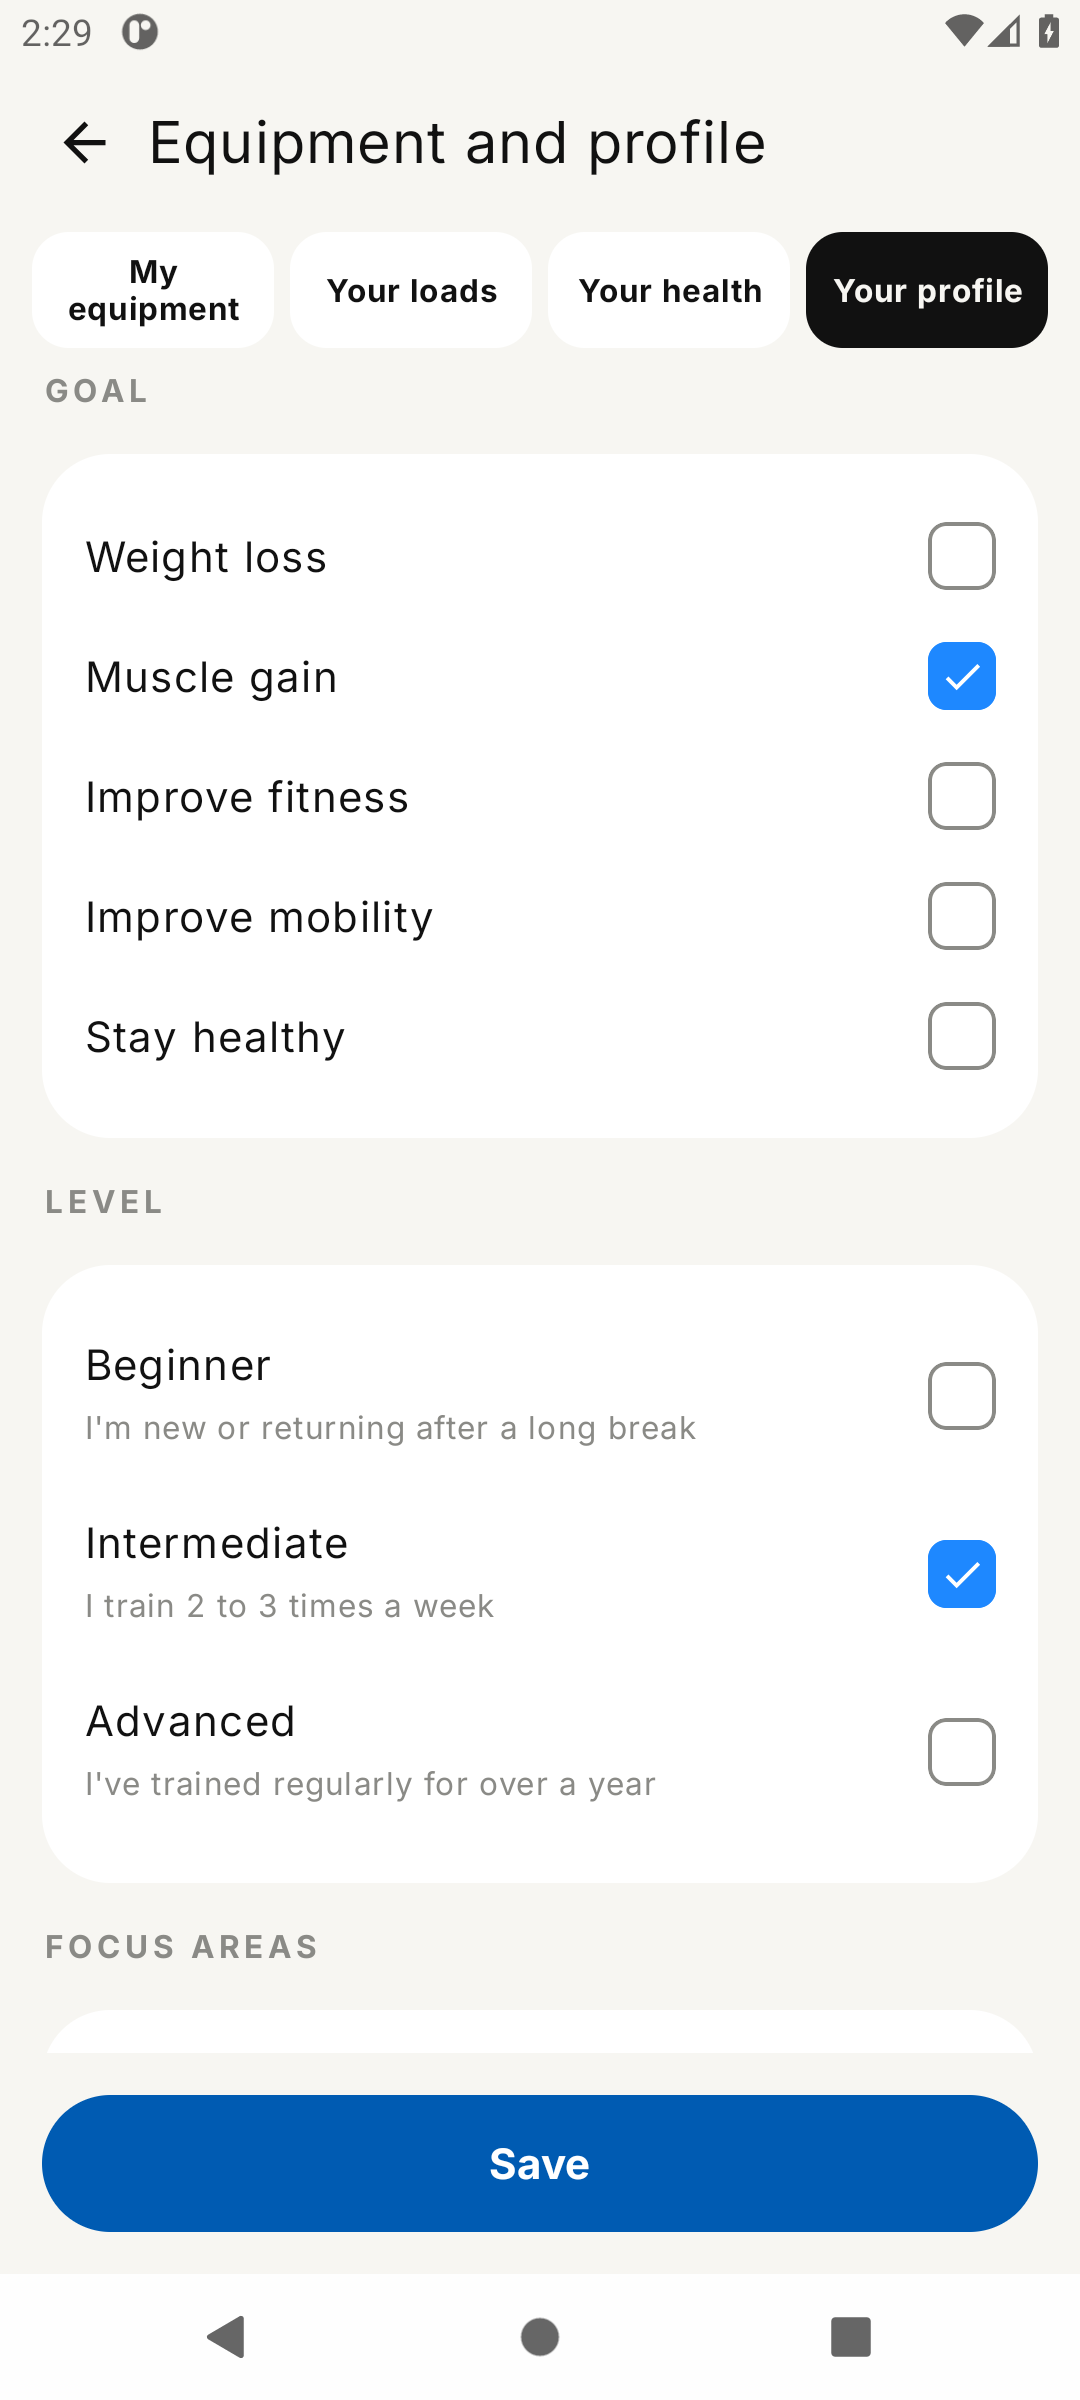 2:29
Equipment and profile
My
equipment
Your loads
Your health
Your profile
GOAL
Weight loss
Muscle gain
Improve fitness
Improve mobility
Stay healthy
LEVEL
Beginner
I'm new or returning after a long break
Intermediate
I train 2 to 3 times a week
Advanced
I've trained regularly for over a year
FOCUS AREAS
Save